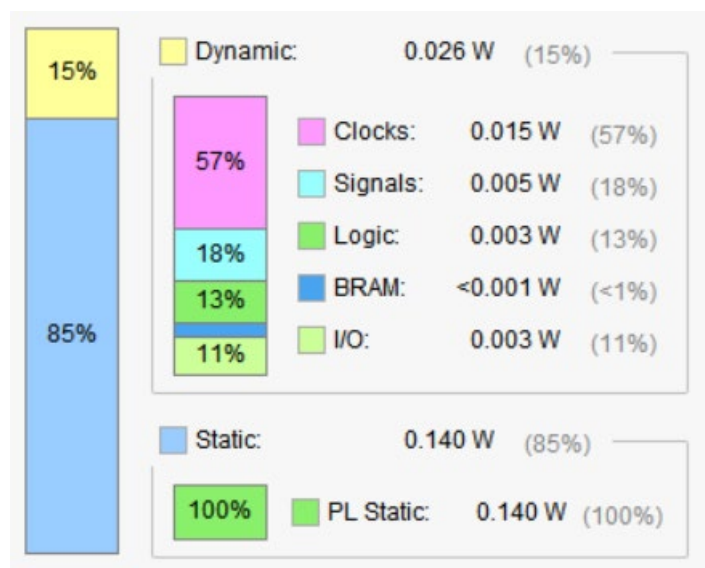 15%
85%
Dynamic: 0.026 W (15%)
57%
18%
13%
11%
Clocks: 0.015 W (57%)
Signals: 0.005 W (18%)
Logic: 0.003 W (13%)
BRAM: <0.001 W (<1%)
I/O: 0.003 W (11%)
Static: 0.140 W (85%)
100%
PL Static: 0.140 W (100%)